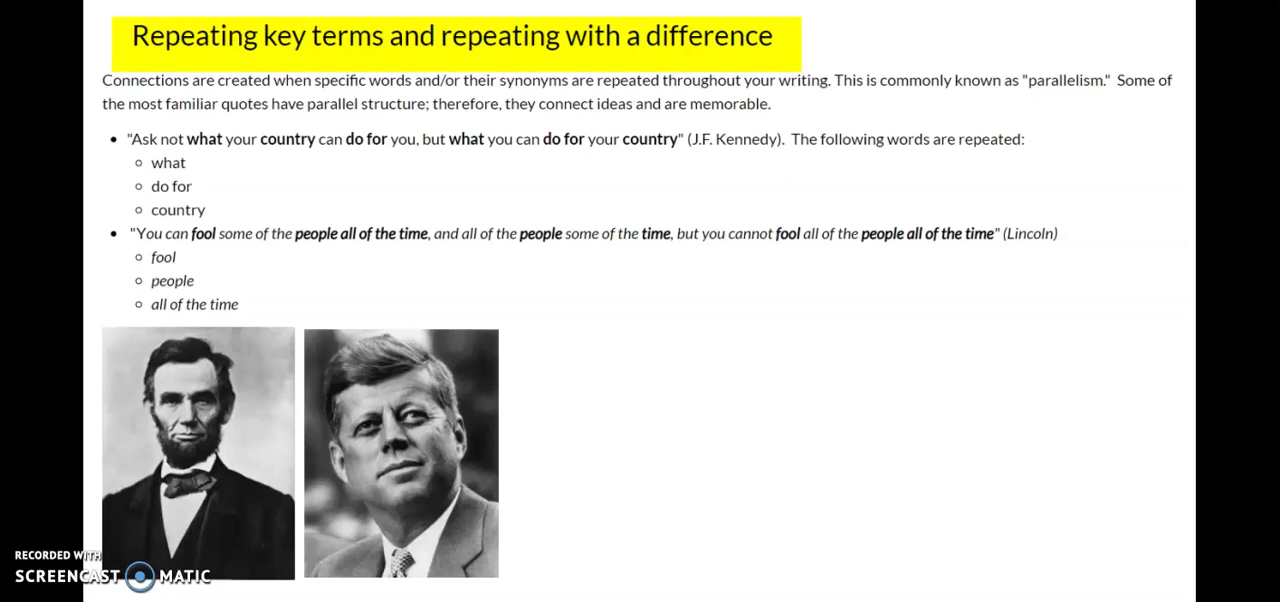 Repeating key terms and repeating with a difference
Connections are created when specific words and/or their synonyms are repeated throughout your writing. This is commonly known as "parallelism." Some of
the most familiar quotes have parallel structure; therefore, they connect ideas and are memorable.
"Ask not what your country can do for you, but what you can do for your country" (J.F. Kennedy). The following words are repeated:
what
do for
country
"You can fool some of the people all of the time, and all of the people some of the time, but you cannot fool all of the people all of the time" (Lincoln)
fool
people
all of the time
RECORDED WITH
SCREENCAST MATIC